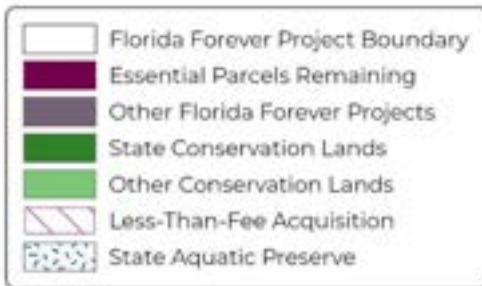 Florida Forever Project Boundary
Essential Parcels Remaining
Other Florida Forever Projects
State Conservation Lands
Other Conservation Lands
Less-Than-Fee Acquisition
State Aquatic Preserve